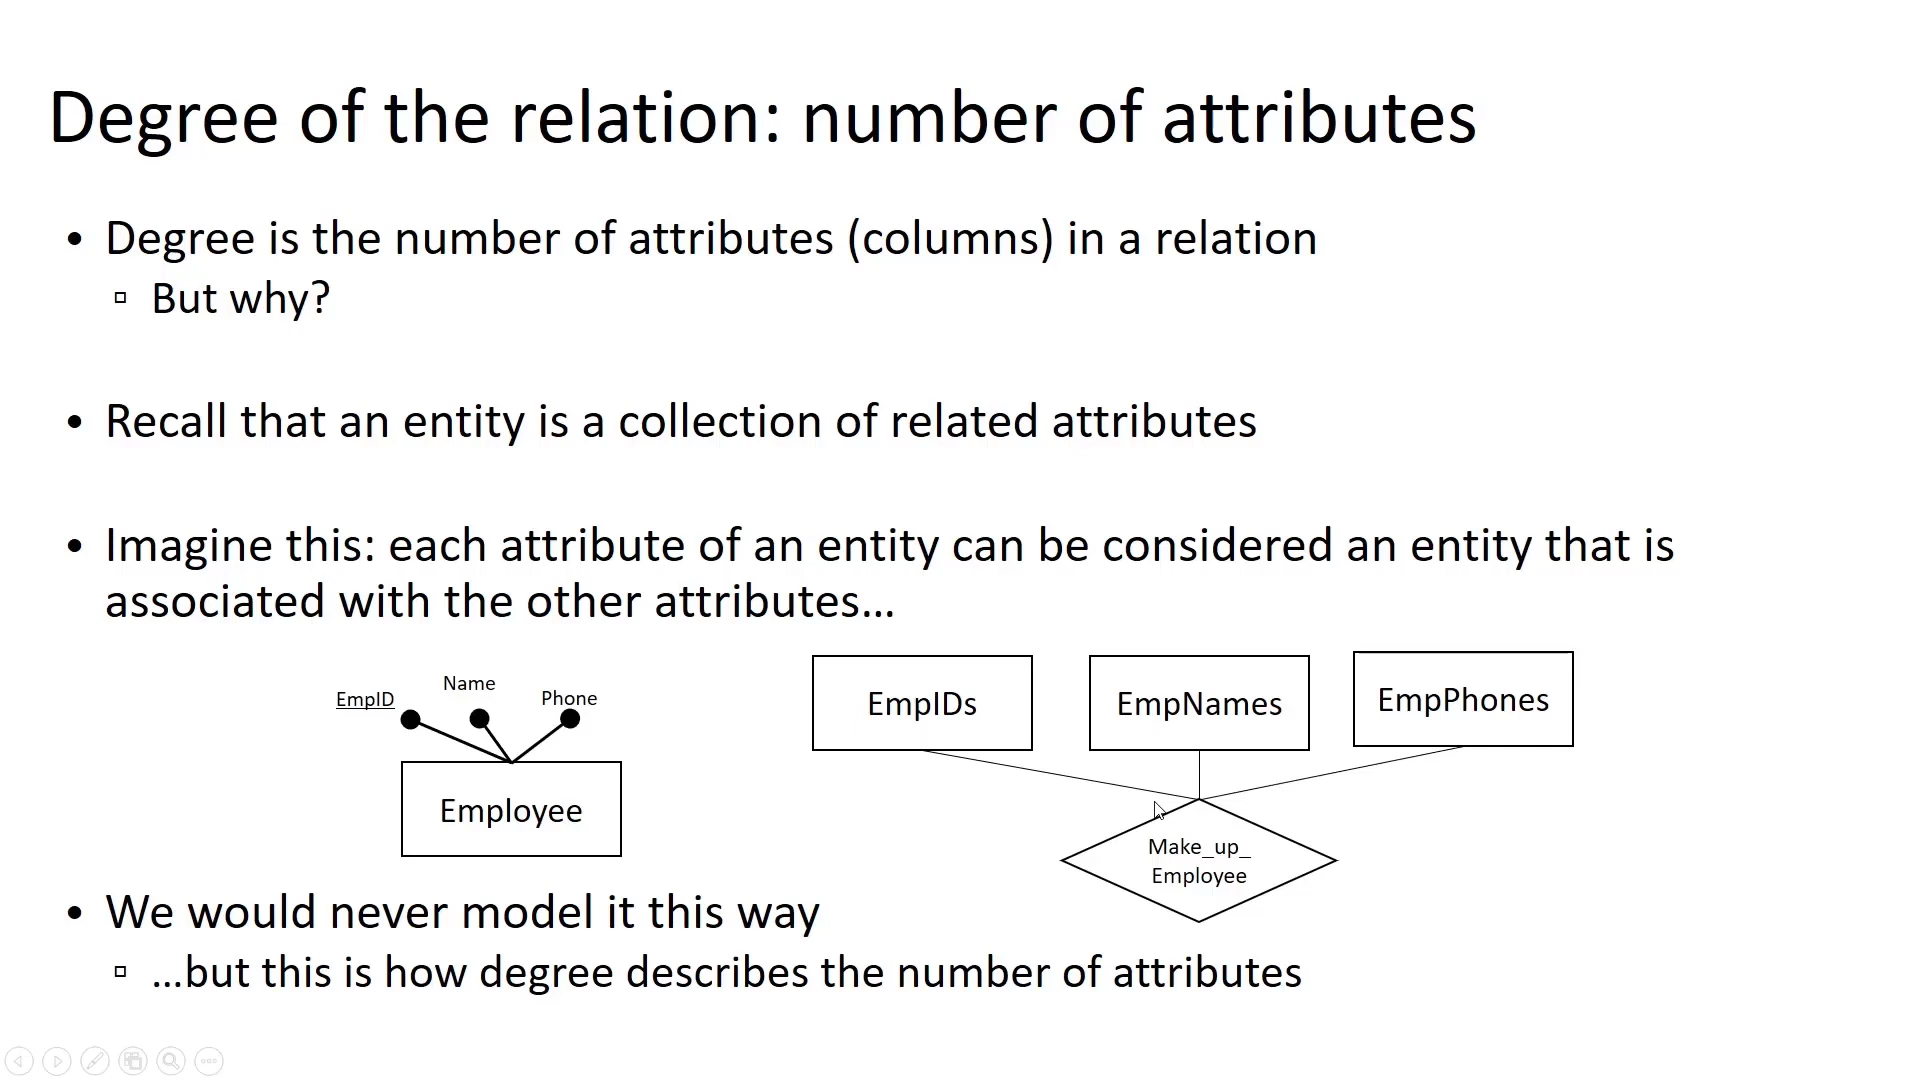 Degree of the relation: number of attributes
• Degree is the number of attributes (columns) in a relation
▫ But why?
• Recall that an entity is a collection of related attributes
• Imagine this: each attribute of an entity can be considered an entity that is
associated with the other attributes…
EmpID
Name
Phone
Employee
EmpIDs
EmpNames
EmpPhones
Make_up_
Employee
• We would never model it this way
▫ …but this is how degree describes the number of attributes